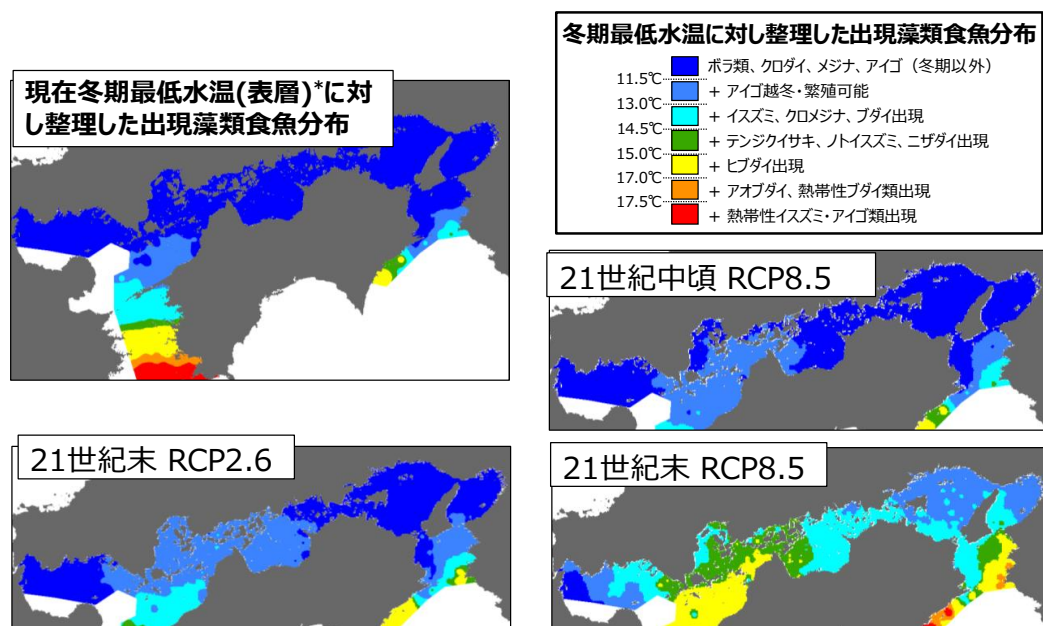 現在冬期最低水温(表層)*に対
し整理した出現藻類食魚分布
冬期最低水温に対し整理した出現藻類食魚分布
ボラ類、クロダイ、メジナ、アイゴ（冬期以外）
11.5℃
+ アイゴ越冬・繁殖可能
13.0℃
+ イスズミ、クロメジナ、ブダイ出現
14.5℃
+ テンジクイサキ、ノトイスズミ、ニザダイ出現
15.0℃
+ ヒブダイ出現
17.0℃
+ アオブダイ、熱帯性ブダイ類出現
17.5℃
+ 熱帯性イスズミ・アイゴ類出現
21世紀中頃 RCP8.5
21世紀末 RCP2.6
21世紀末 RCP8.5